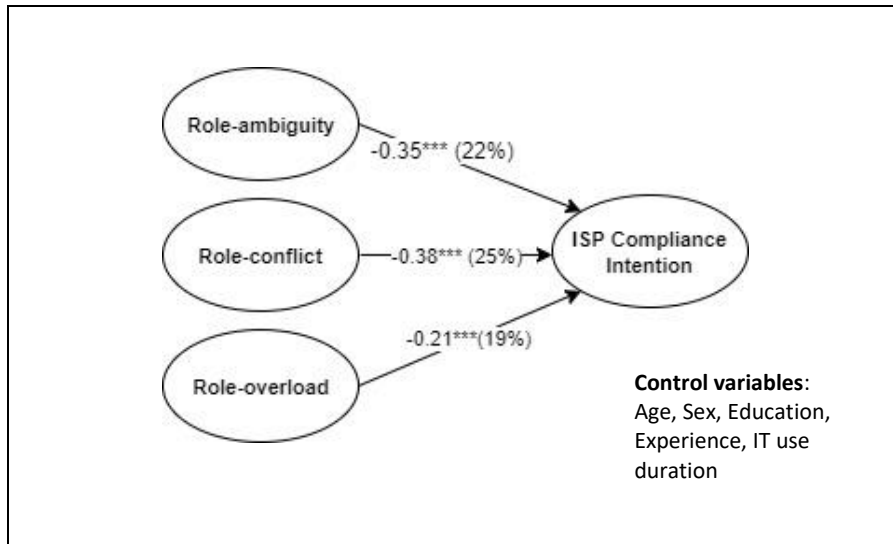 Role-ambiguity
-0.35*** (22%)
Role-conflict
-0.38*** (25%)
ISP Compliance
Intention
Role-overload
-0.21***(19%)
Control variables:
Age, Sex, Education,
Experience, IT use
duration